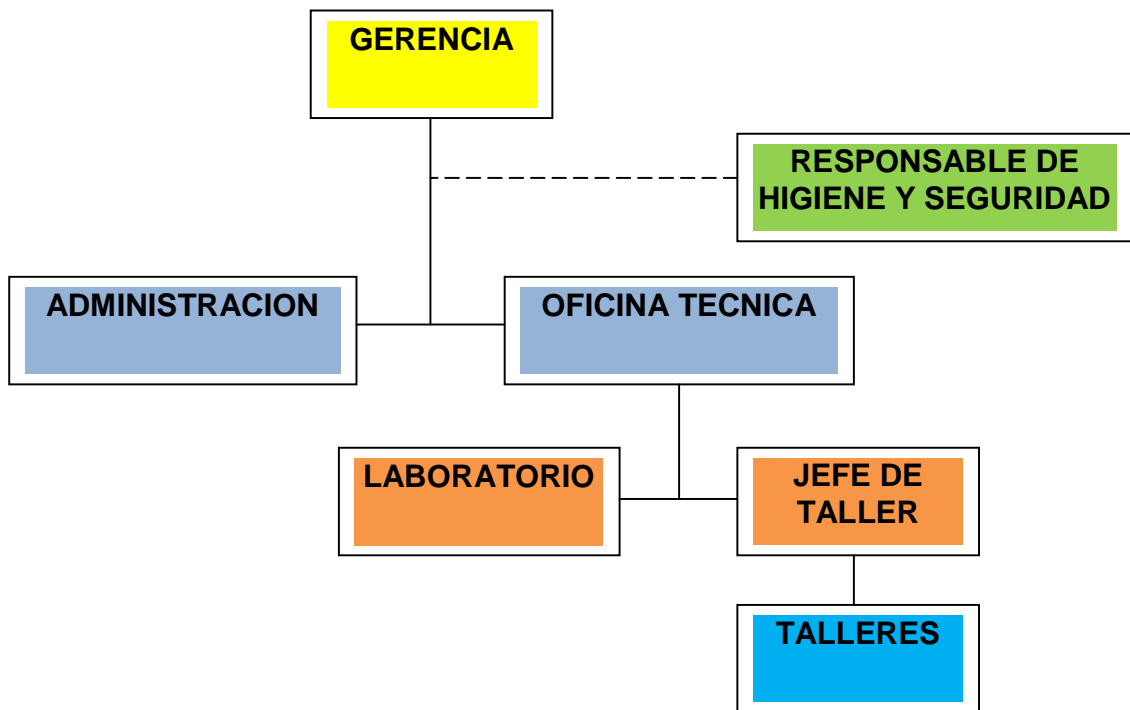 GERENCIA
RESPONSABLE DE
HIGIENE Y SEGURIDAD
ADMINISTRACION
OFICINA TECNICA
LABORATORIO
JEFE DE
TALLER
TALLERES